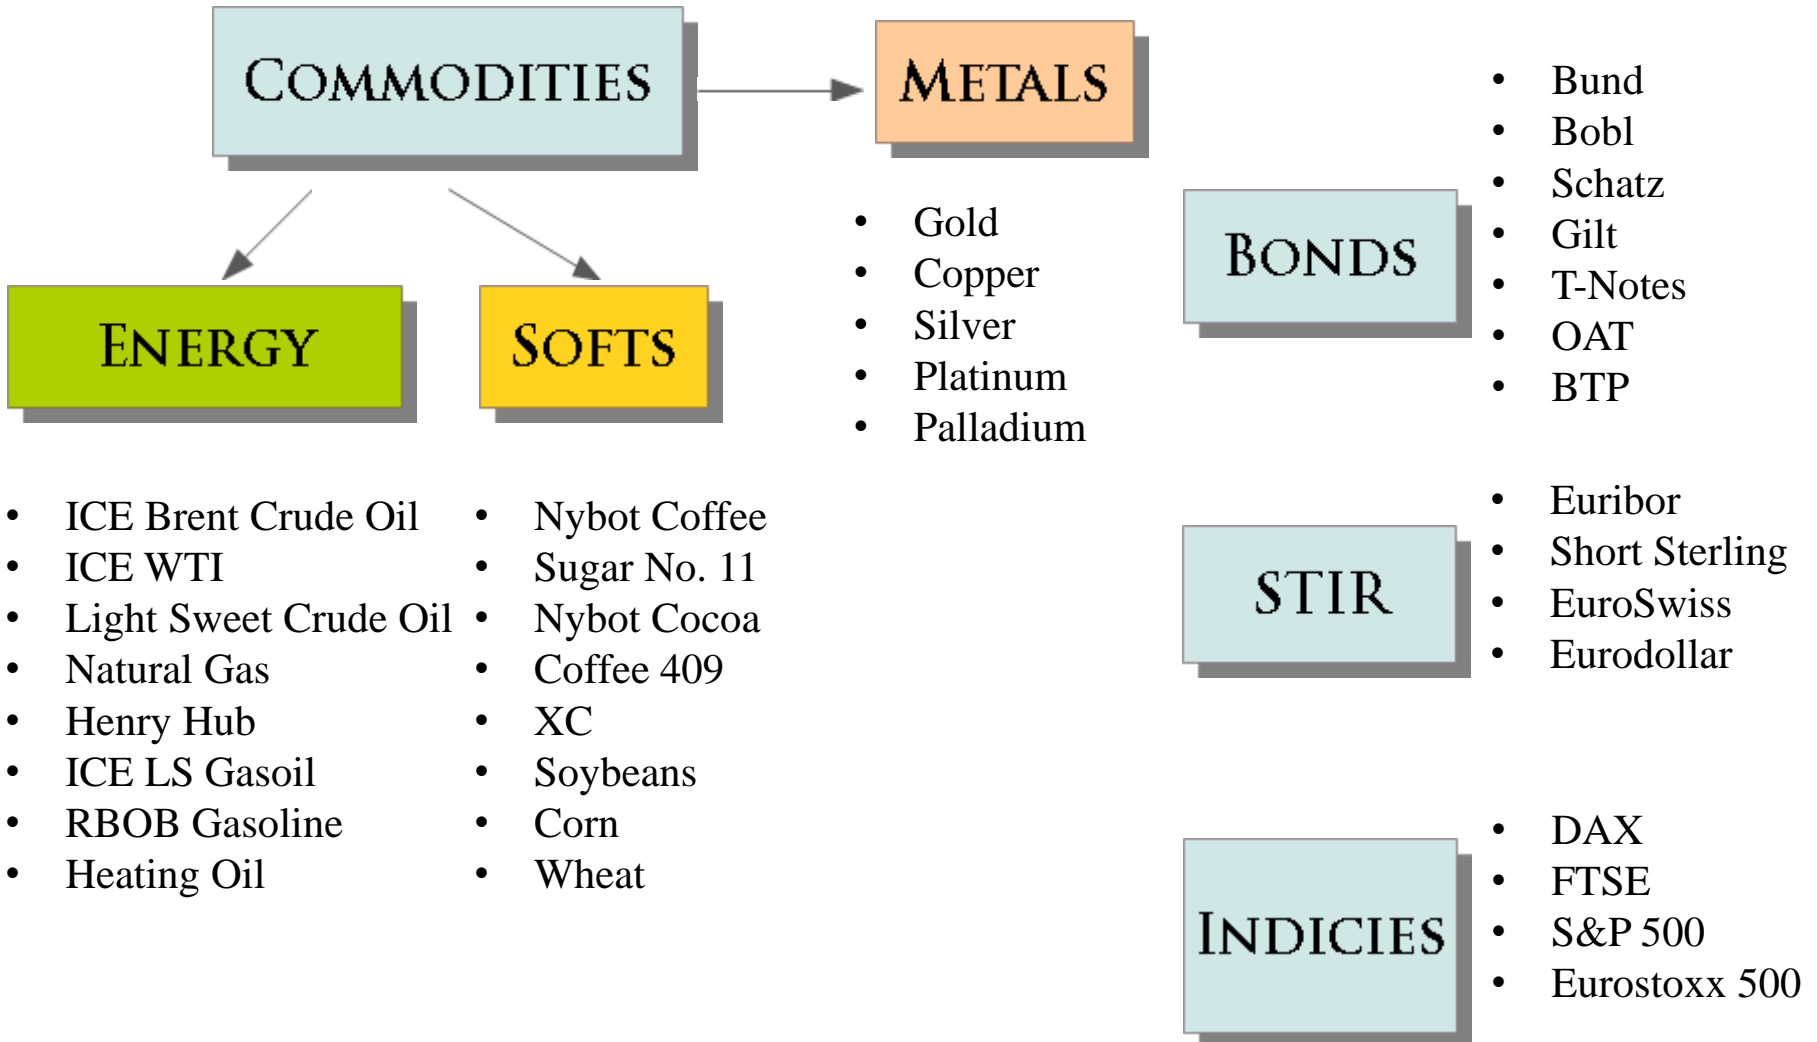 COMMODITIES
METALS
• Gold
• Copper
• Silver
• Platinum
• Palladium
ENERGY
• ICE Brent Crude Oil
• ICE WTI
• Light Sweet Crude Oil
• Natural Gas
• Henry Hub
• ICE LS Gasoil
• RBOB Gasoline
• Heating Oil
SOFTS
• Nybot Coffee
• Sugar No. 11
• Nybot Cocoa
• Coffee 409
• XC
• Soybeans
• Corn
• Wheat
BONDS
• Bund
• Bobl
• Schatz
• Gilt
• T-Notes
• OAT
• BTP
STIR
• Euribor
• Short Sterling
• EuroSwiss
• Eurodollar
INDICIES
• DAX
• FTSE
• S&P 500
• Eurostoxx 500